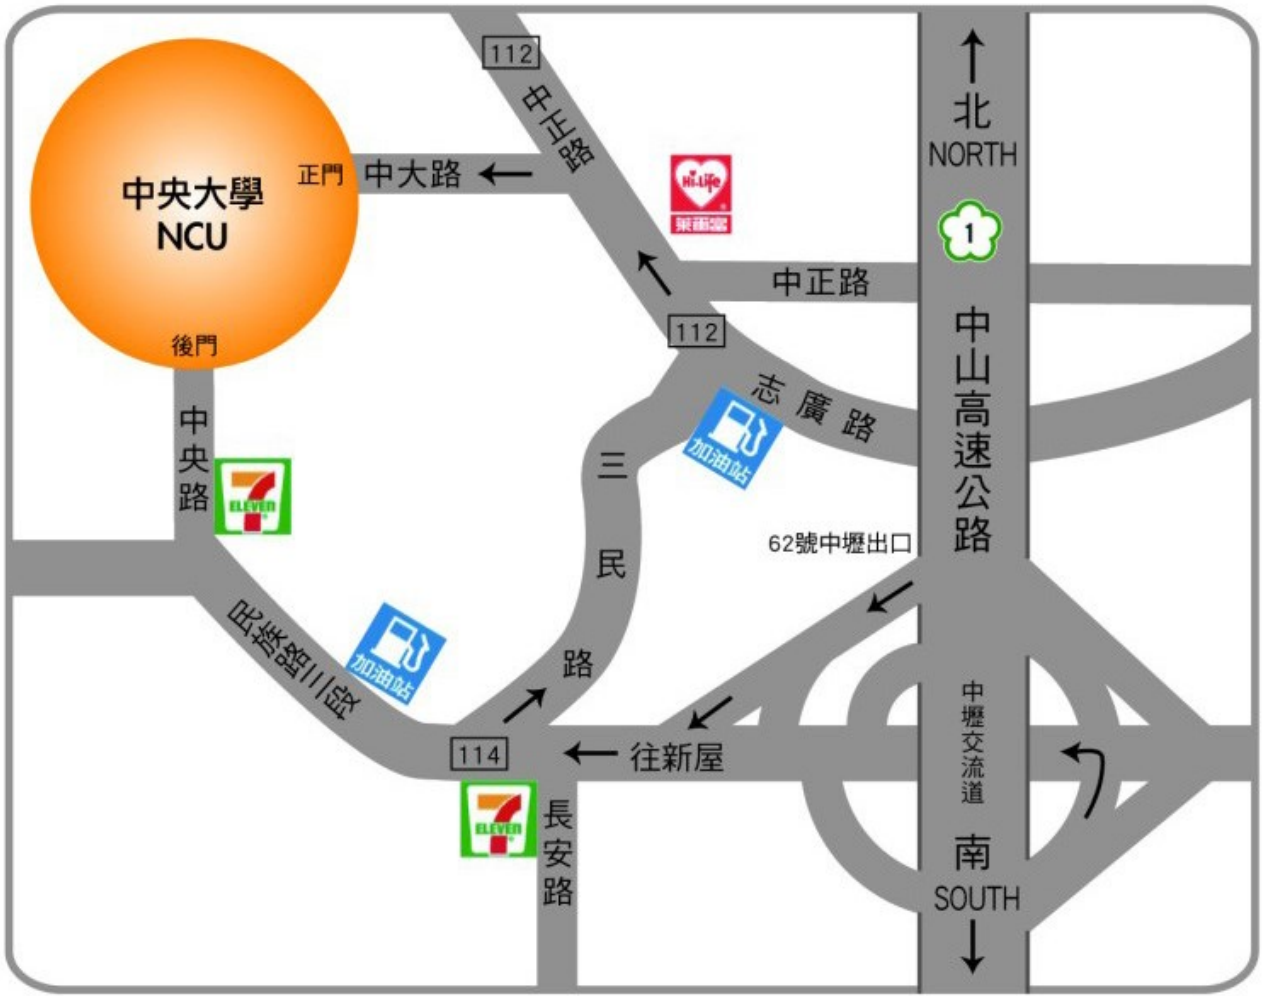 112
中正路
北
NORTH
Hi-Life
萊爾富
中央大學
NCU
正門
中大路
1
中正路
112
後門
志廣路
中央路
加油站
三民路
7
ELEVEN
中山高速公路
62號中壢出口
民族路三段
加油站
中壢交流道
114
往新屋
7
ELEVEN
長安路
南
SOUTH